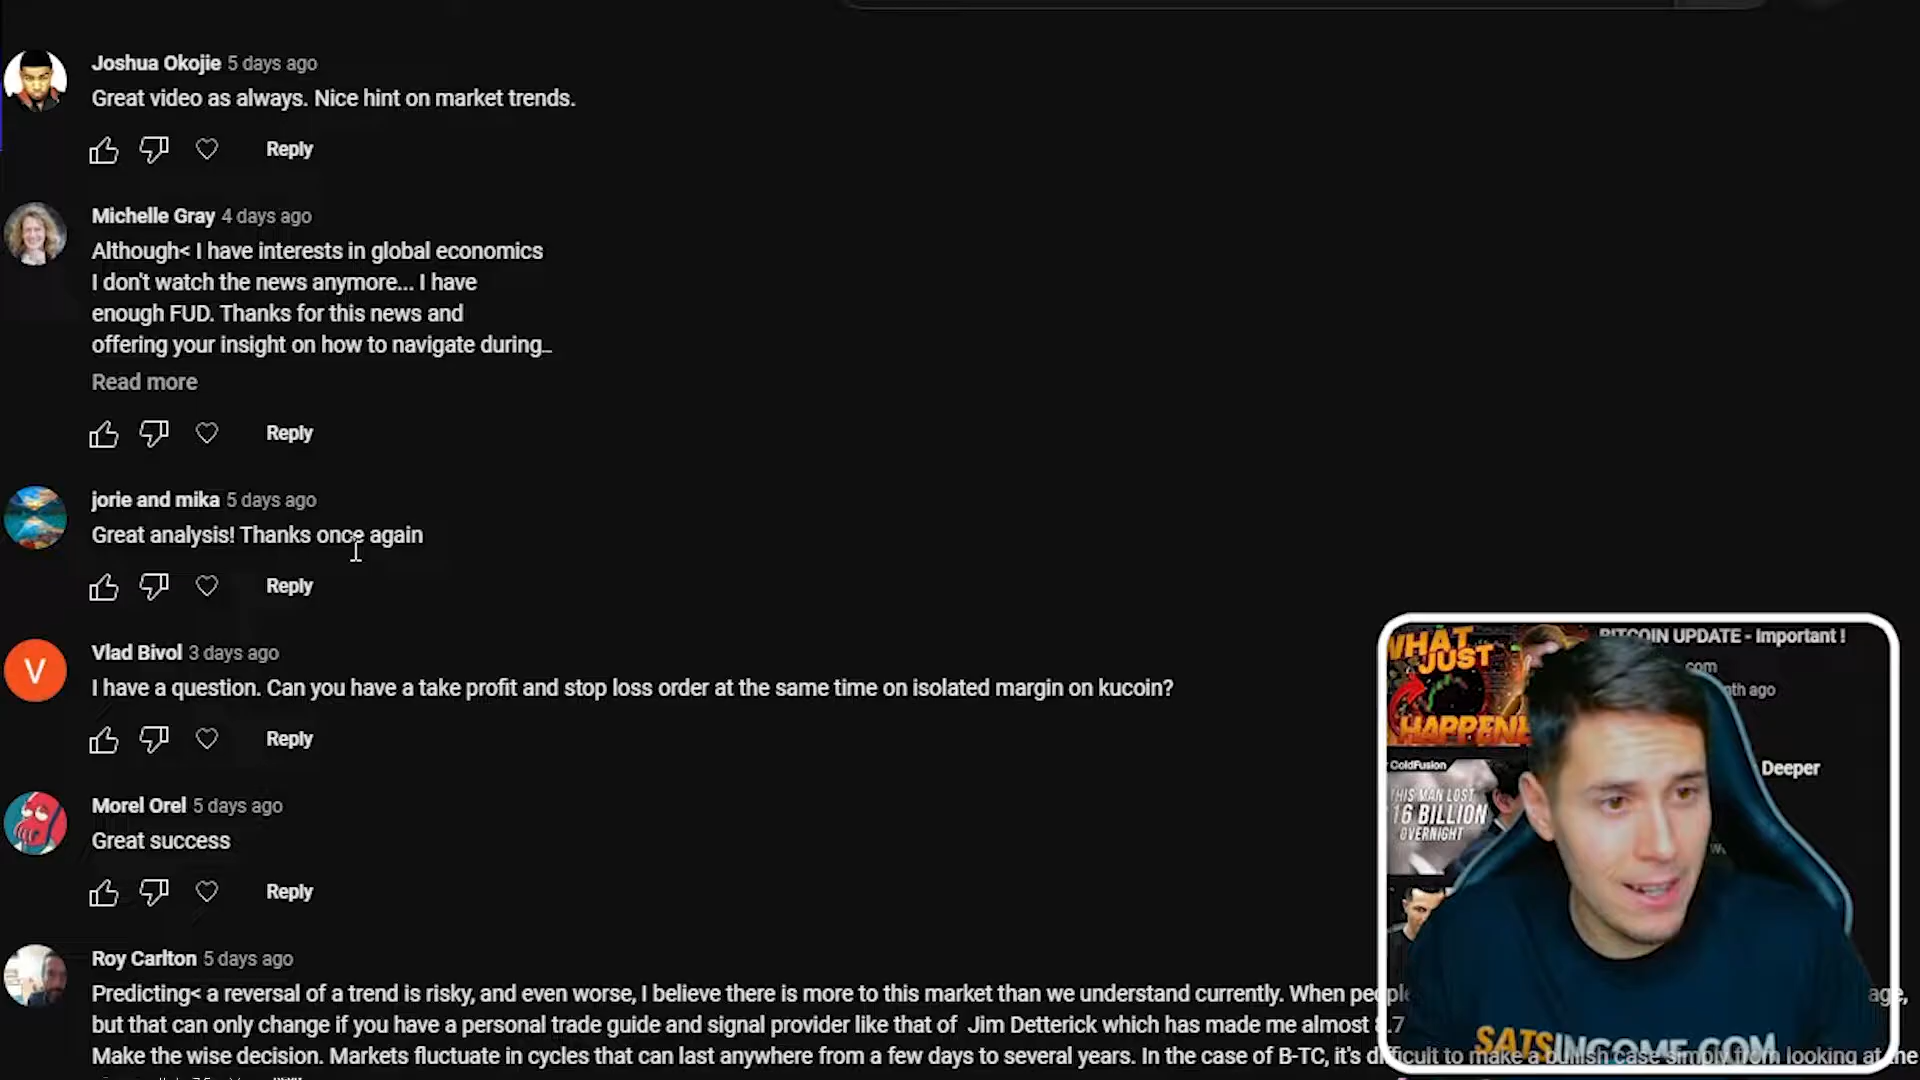 Joshua Okojie 5 days ago
Great video as always. Nice hint on market trends.
Reply
Michelle Gray 4 days ago
Although< I have interests in global economics
I don't watch the news anymore... I have
enough FUD. Thanks for this news and
offering your insight on how to navigate during_
Read more
Reply
jorie and mika 5 days ago
Great analysis! Thanks once again
Reply
V
Vlad Bivol 3 days ago
I have a question. Can you have a take profit and stop loss order at the same time on isolated margin on kucoin?
Reply
Morel Orel 5 days ago
Great success
Reply
Roy Carlton 5 days ago
Predicting< a reversal of a trend is risky, and even worse, I believe there is more to this market than we understand currently. When
but that can only change if you have a personal trade guide and signal provider like that of Jim Detterick which has made me almost
Make the wise decision. Markets fluctuate in cycles that can last anywhere from a few days to several years. In the case of B-TC, it's difficult to make a bullish case simply from looking at the
WHAT
JUST
HAPPENE
BITCOIN UPDATE - Important !
com
nth ago
ColdFusion
THIS MAN LOST
16 BILLION
OVERNIGHT
Deeper
SATSINCOME.COM